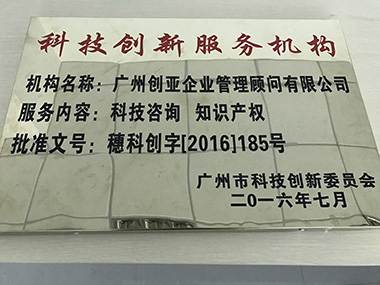 科技创新服务机构
机构名称：广州创亚企业管理顾问有限公司
服务内容：科技咨询 知识产权
批准文号：穗科创字[2016]185号
广州市科技创新委员会
二〇一六年七月